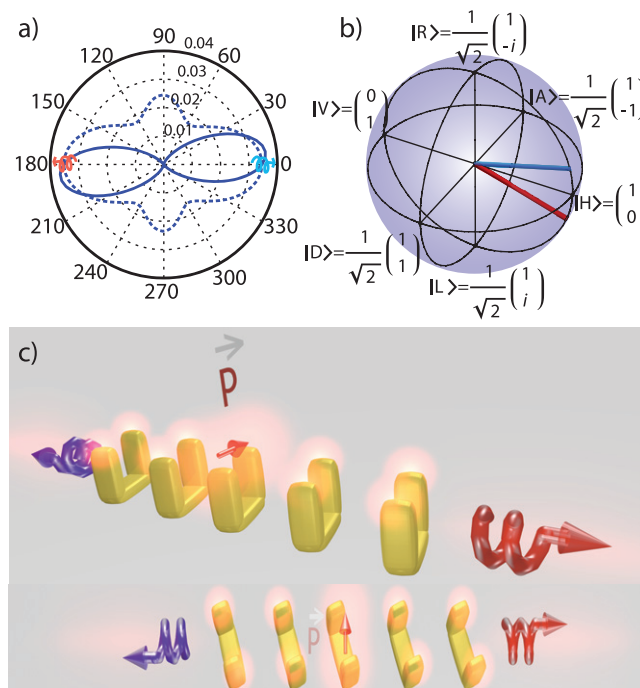 a)
90
0.04
120
60
0.03
150
0.02
30
0.01
180
0
210
330
240
300
270
b)
|R>=1/√2(1 -i)
|V>=(0 1)
|A>=1/√2(1 -1)
|H>=(1 0)
|D>=1/√2(1 1)
|L>=1/√2(1 i)
c)
P
P